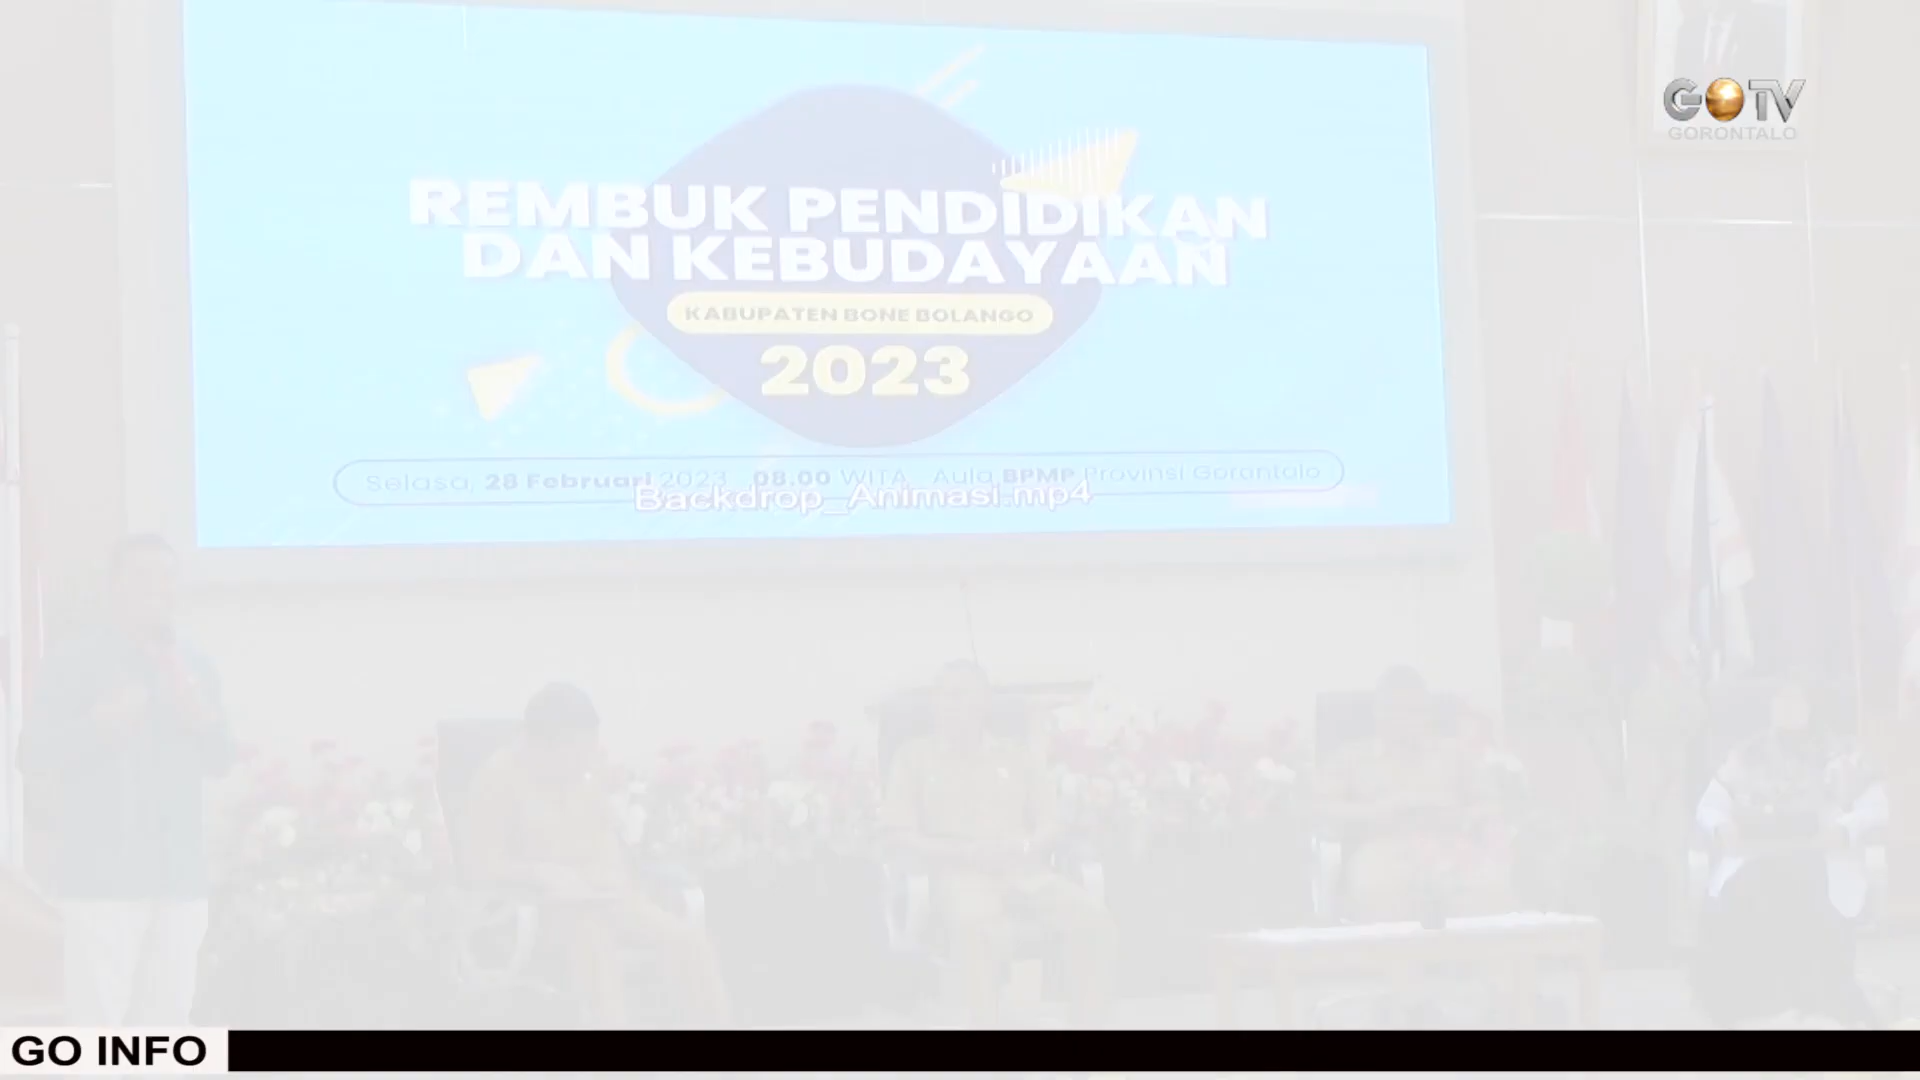 GOTV
GORONTALO
REMBUK PENDIDIKAN
DAN KEBUDAYAAN
KABUPATEN BONE BOLANGO
2023
Selasa, 28 Februari 2023 08.00 WITA Aula BPMP Provinsi Gorontalo
Backdrop_Animasi.mp4
GO INFO